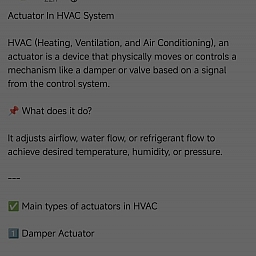 Actuator In HVAC System
HVAC (Heating, Ventilation, and Air Conditioning), an
actuator is a device that physically moves or controls a
mechanism like a damper or valve based on a signal
from the control system.
📌 What does it do?
It adjusts airflow, water flow, or refrigerant flow to
achieve desired temperature, humidity, or pressure.
---
✅ Main types of actuators in HVAC
1️⃣ Damper Actuator